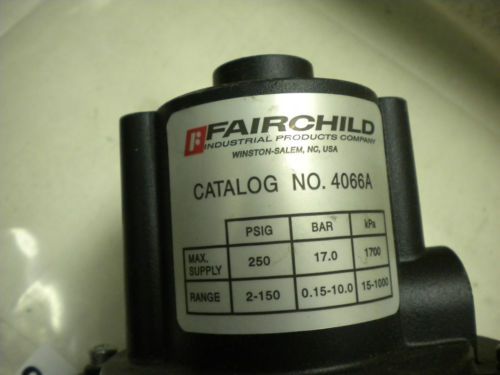 FAIRCHILD
INDUSTRIAL PRODUCTS COMPANY
WINSTON-SALEM, NC, USA
CATALOG NO. 4066A
PSIG BAR kPa
MAX. SUPPLY 250 17.0 1700
RANGE 2-150 0.15-10.0 15-1000